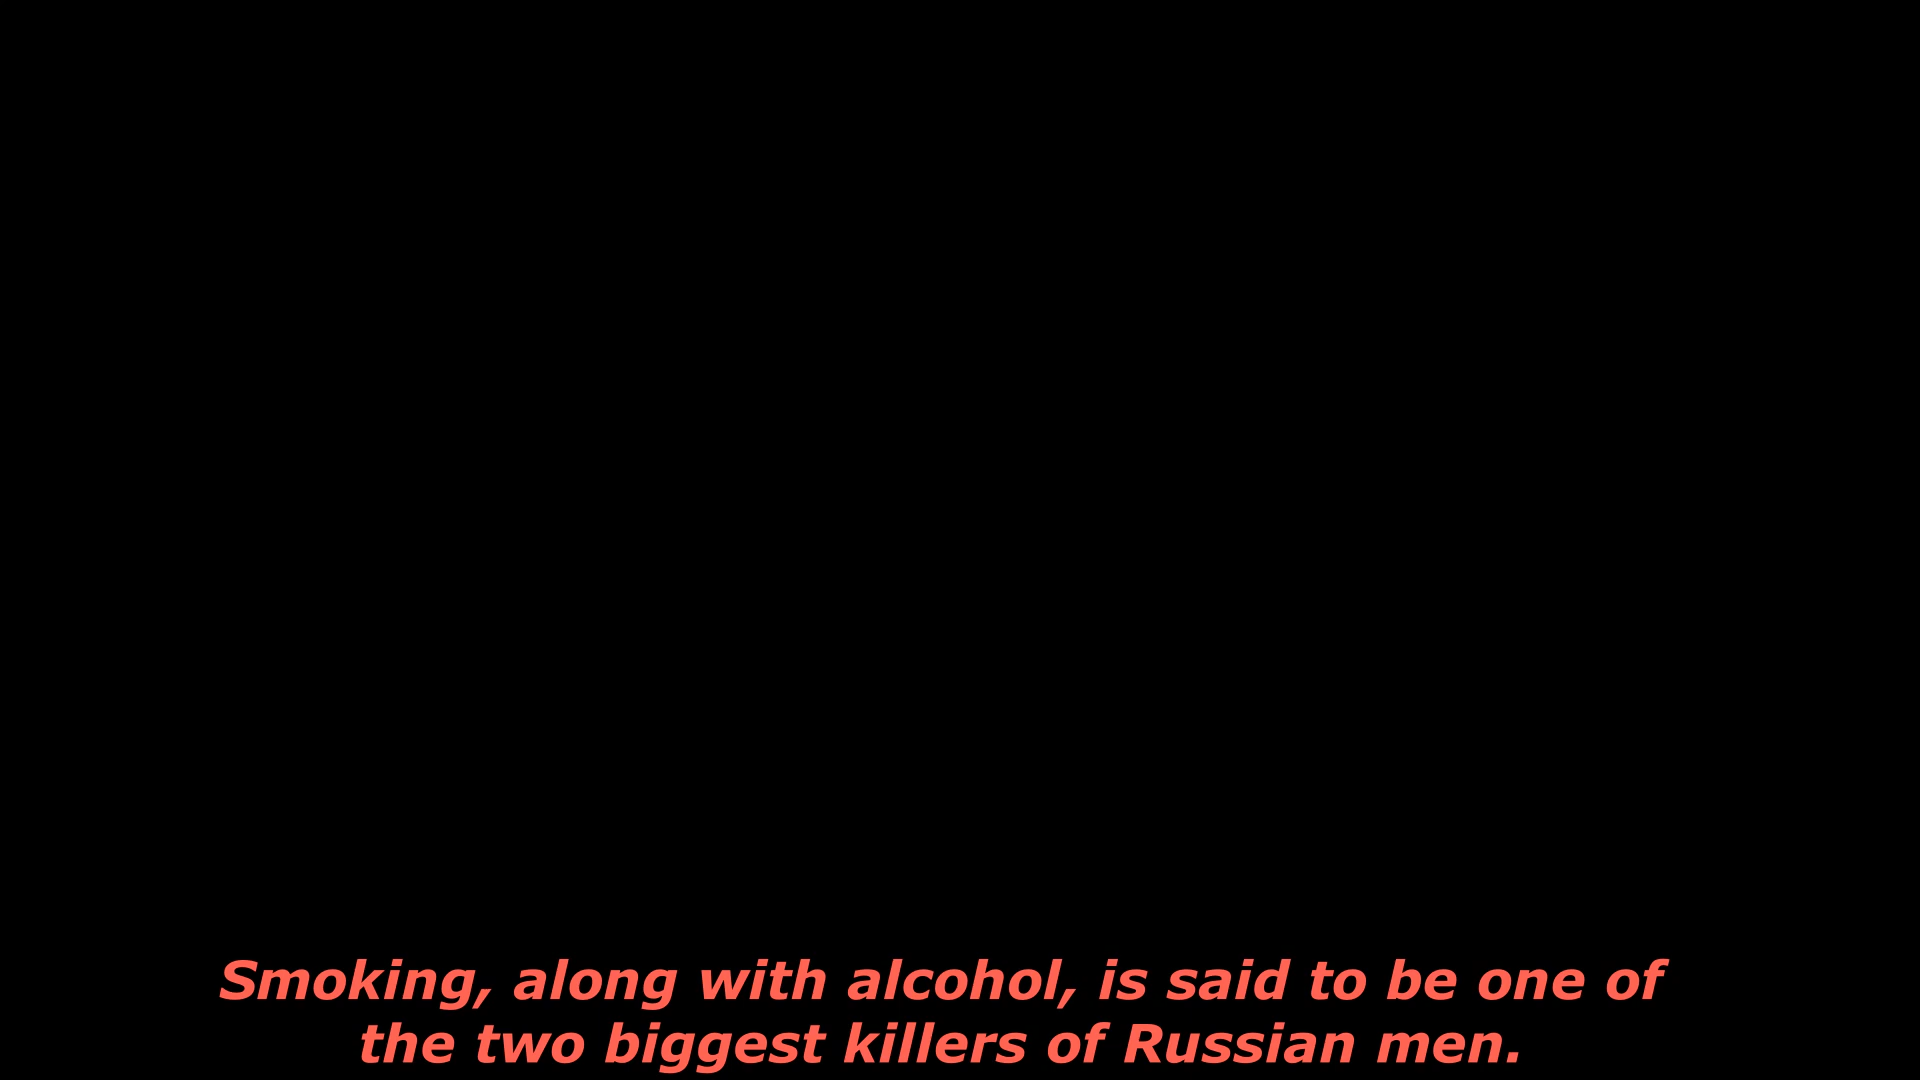 Smoking, along with alcohol, is said to be one of
the two biggest killers of Russian men.